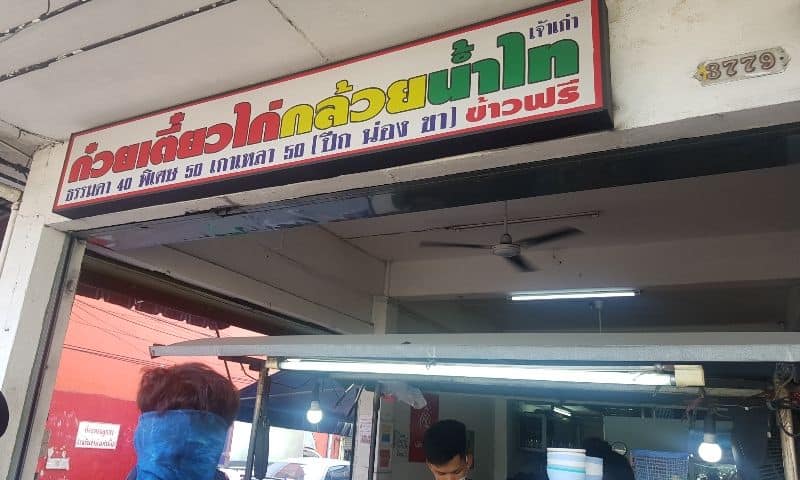 เจ้าเก่า
ก๋วยเตี๋ยวไก่กล้วยน้ำไท
ธรรมดา 40 พิเศษ 50 เกาเหลา 50 (ปีก น่อง ขา) ข้าวฟรี
3779